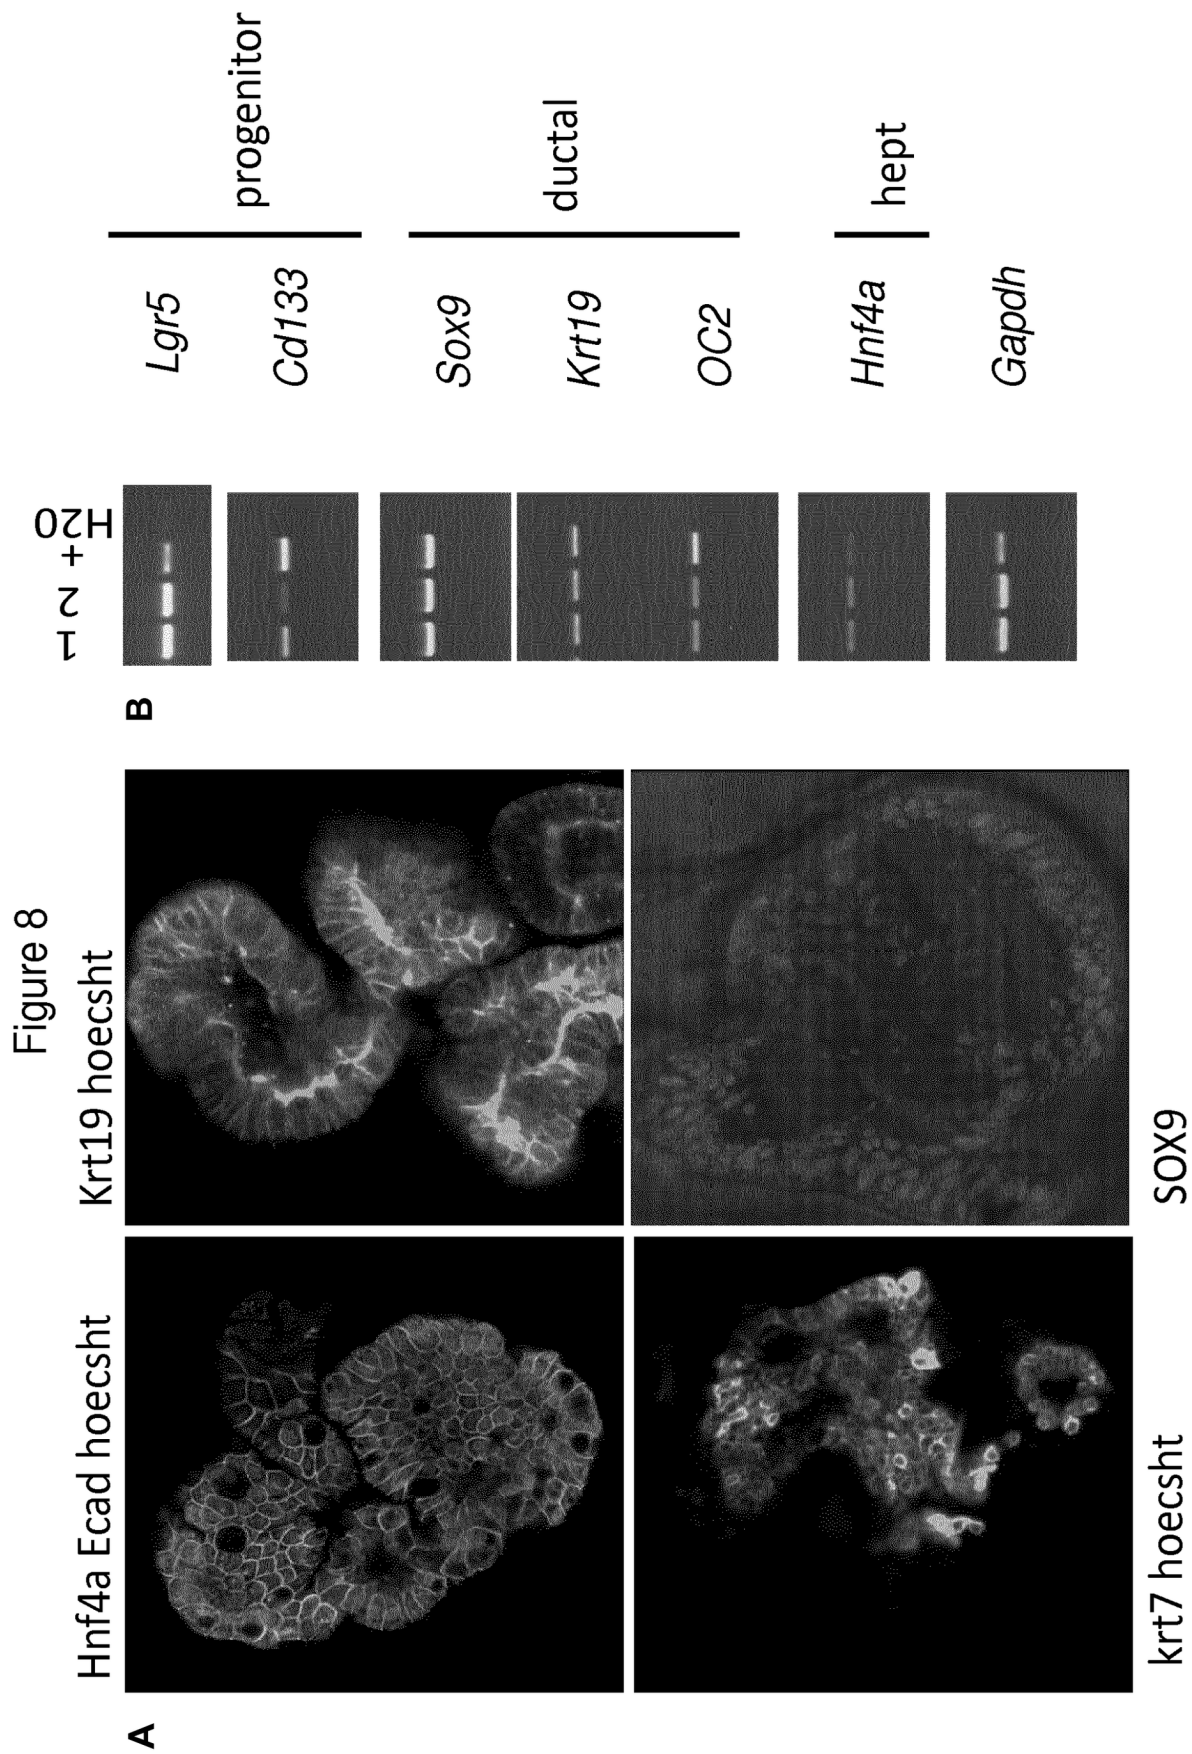 Figure 8
A
Hnf4a Ecad hoecsht
Krt19 hoecsht
krt7 hoecsht
SOX9
B
1 2 + H2O
Lgr5
Cd133
progenitor
Sox9
Krt19
OC2
ductal
Hnf4a
hept
Gapdh